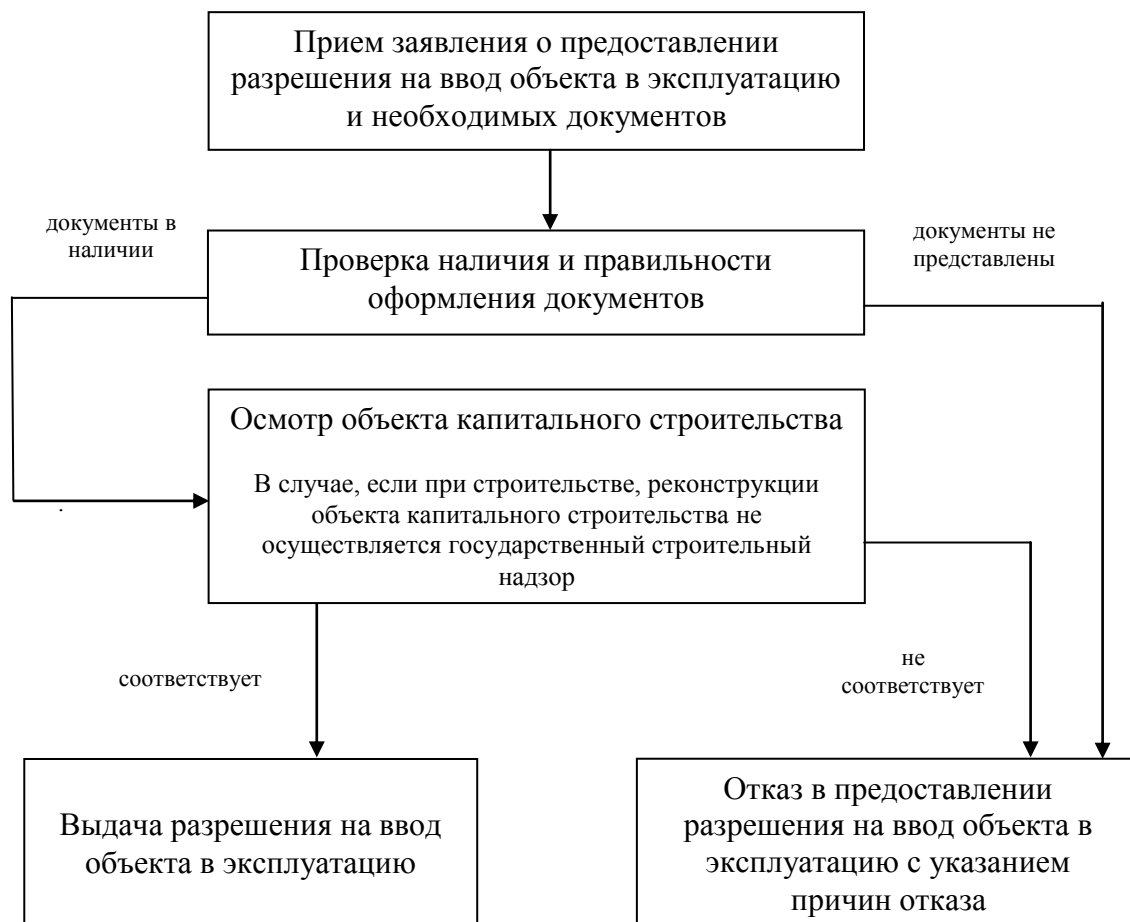 Прием заявления о предоставлении
разрешения на ввод объекта в эксплуатацию
и необходимых документов
документы в
наличии
документы не
представлены
Проверка наличия и правильности
оформления документов
Осмотр объекта капитального строительства
В случае, если при строительстве, реконструкции
объекта капитального строительства не
осуществляется государственный строительный
надзор
соответствует
не
соответствует
Выдача разрешения на ввод
объекта в эксплуатацию
Отказ в предоставлении
разрешения на ввод объекта в
эксплуатацию с указанием
причин отказа